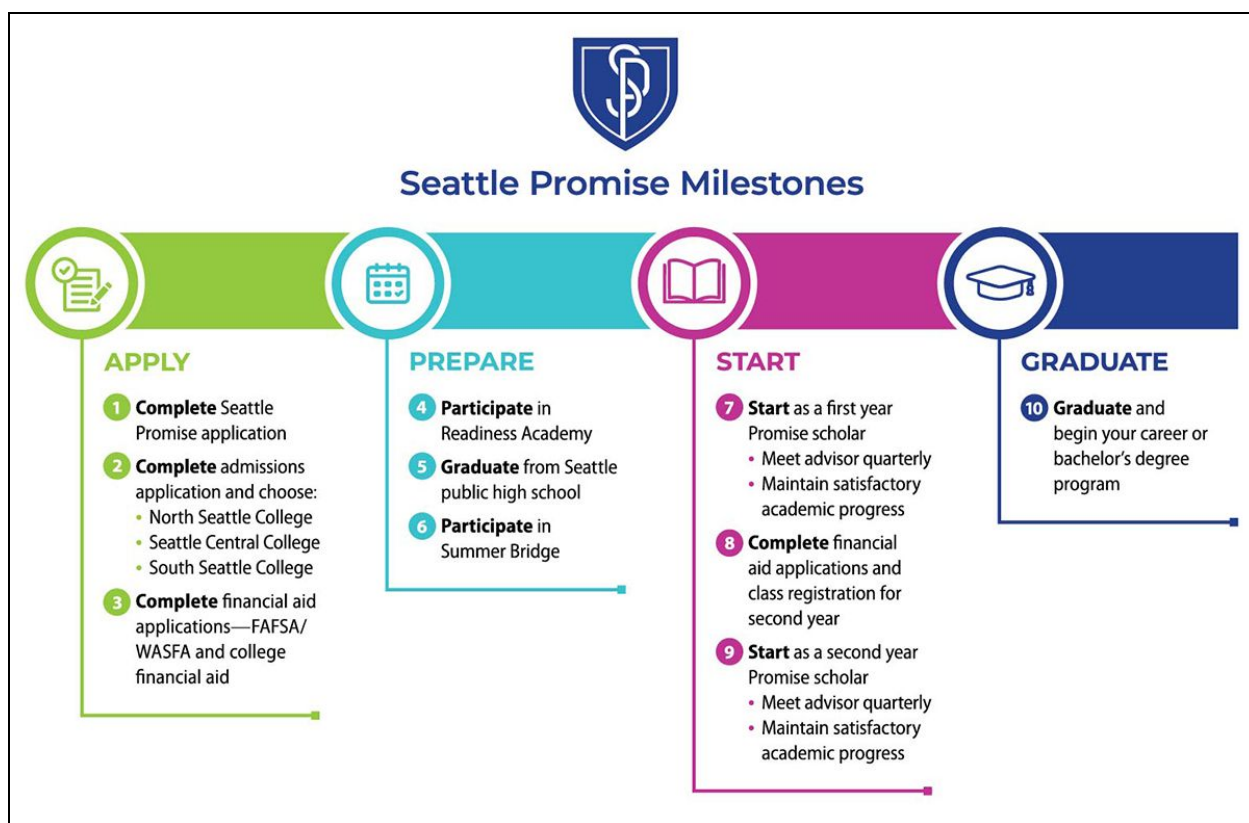 SP
Seattle Promise Milestones
APPLY
1 Complete Seattle
Promise application
2 Complete admissions
application and choose:
• North Seattle College
• Seattle Central College
• South Seattle College
3 Complete financial aid
applications—FAFSA/
WASFA and college
financial aid
PREPARE
4 Participate in
Readiness Academy
5 Graduate from Seattle
public high school
6 Participate in
Summer Bridge
START
7 Start as a first year
Promise scholar
• Meet advisor quarterly
• Maintain satisfactory
academic progress
8 Complete financial
aid applications and
class registration for
second year
9 Start as a second year
Promise scholar
• Meet advisor quarterly
• Maintain satisfactory
academic progress
GRADUATE
10 Graduate and
begin your career or
bachelor's degree
program